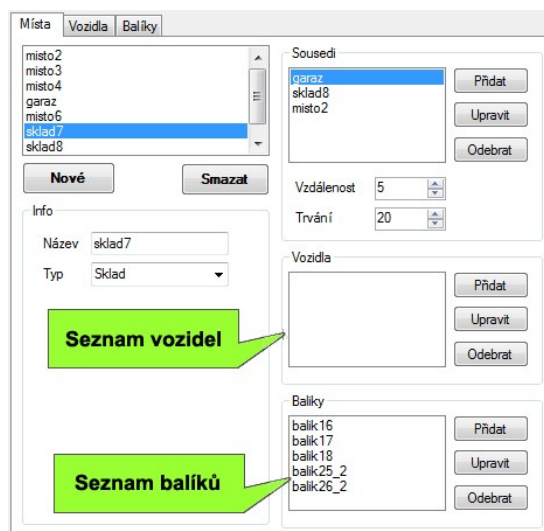 Místa Vozidla Balíky
misto2
misto3
misto4
garaz
misto6
sklad7
sklad8
Nové Smazat
Info
Název sklad7
Typ Sklad
Seznam vozidel
Seznam balíků
Sousedi
garaz
sklad8
misto2
Přidat
Upravit
Odebrat
Vzdálenost 5
Trvání 20
Vozidla
Přidat
Upravit
Odebrat
Baliky
balik16
balik17
balik18
balik25_2
balik26_2
Přidat
Upravit
Odebrat